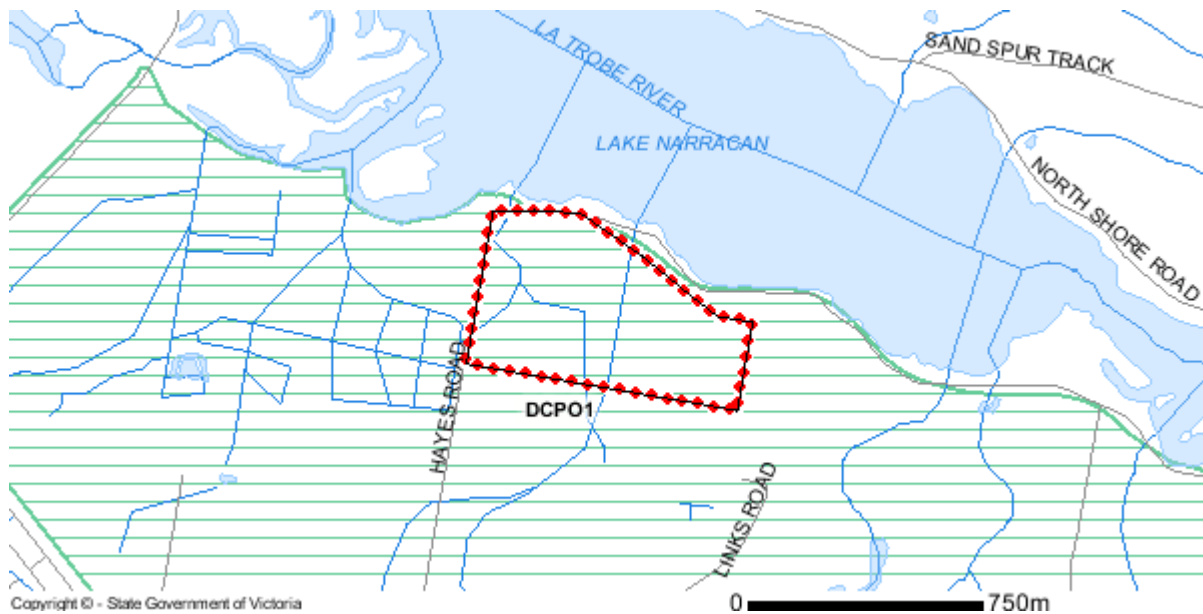 SAND SPUR TRACK
LA TROBE RIVER
LAKE NARRACAN
NORTH SHORE ROAD
HAYES ROAD
DCPO1
LINKS ROAD
Copyright © - State Government of Victoria
0 750m